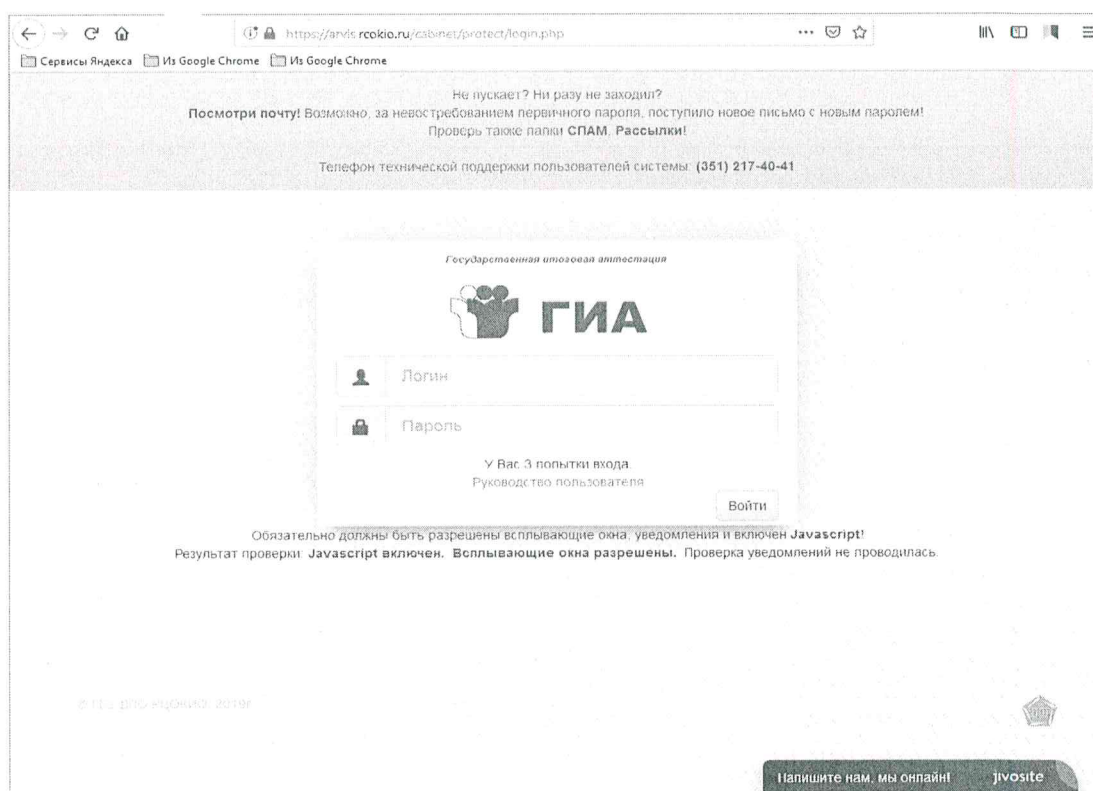 https://arvis.rcokio.ru/cabinet/protect/login.php
Сервисы Яндекса Из Google Chrome Из Google Chrome
Не пускает? Ни разу не заходил?
Посмотри почту! Возможно, за невостребованием первичного пароля, поступило новое письмо с новым паролем!
Проверь также папки СПАМ, Рассылки!
Телефон технической поддержки пользователей системы: (351) 217-40-41
Государственная итоговая аттестация
ГИА
Логин
Пароль
У Вас 3 попытки входа.
Руководство пользователя
Войти
Обязательно должны быть разрешены всплывающие окна, уведомления и включен Javascript!
Результат проверки: Javascript включен. Всплывающие окна разрешены. Проверка уведомлений не проводилась.
© ГБУ ДПО РЦОКИО, 2019г.
Напишите нам, мы онлайн! jivosite